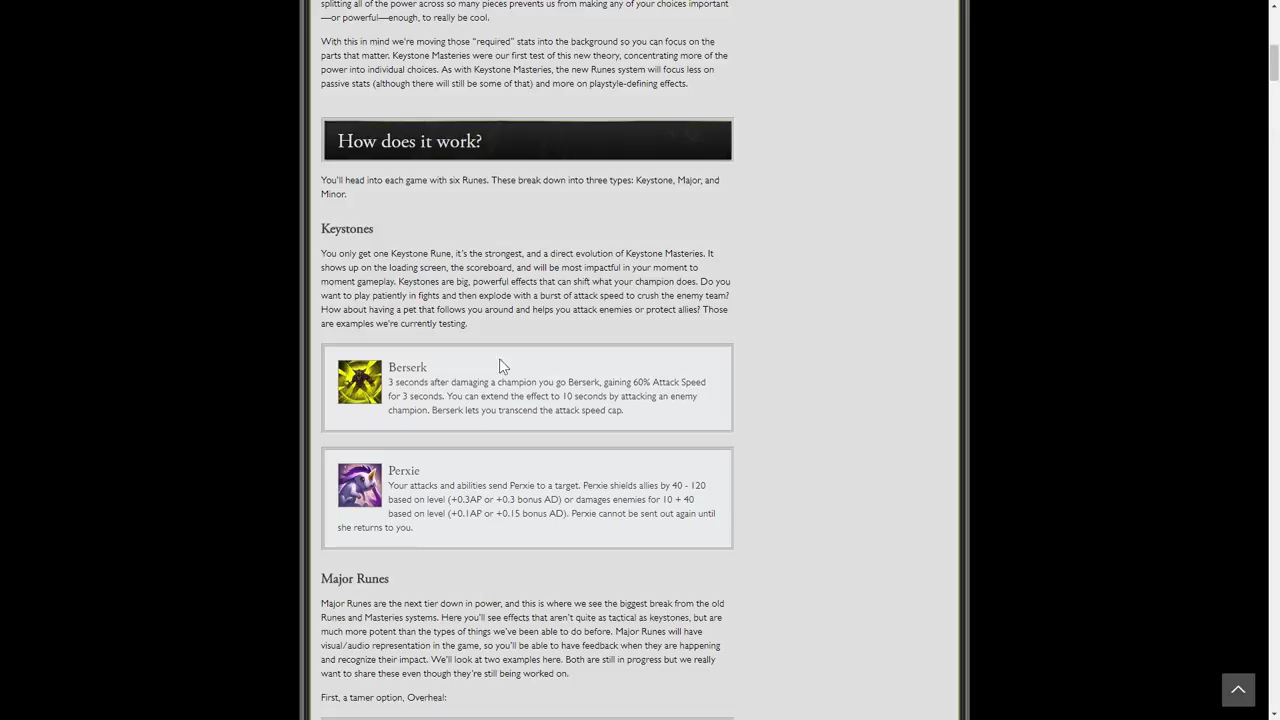 splitting all of the power across so many pieces prevents us from making any of your choices important
—or powerful—enough, to really be cool.
With this in mind we're moving those “required” stats into the background so you can focus on the
parts that matter. Keystone Masteries were our first test of this new theory, concentrating more of the
power into individual choices. As with Keystone Masteries, the new Runes system will focus less on
passive stats (although there will still be some of that) and more on playstyle-defining effects.
How does it work?
You'll head into each game with six Runes. These break down into three types: Keystone, Major, and
Minor.
Keystones
You only get one Keystone Rune, it's the strongest, and a direct evolution of Keystone Masteries. It
shows up on the loading screen, the scoreboard, and will be most impactful in your moment to
moment gameplay. Keystones are big, powerful effects that can shift what your champion does. Do you
want to play patiently in fights and then explode with a burst of attack speed to crush the enemy team?
How about having a pet that follows you around and helps you attack enemies or protect allies? Those
are examples we're currently testing.
Berserk
3 seconds after damaging a champion you go Berserk, gaining 60% Attack Speed
for 3 seconds. You can extend the effect to 10 seconds by attacking an enemy
champion. Berserk lets you transcend the attack speed cap.
Perxie
Your attacks and abilities send Perxie to a target. Perxie shields allies by 40 - 120
based on level (+0.3AP or +0.3 bonus AD) or damages enemies for 10 + 40
based on level (+0.1AP or +0.15 bonus AD). Perxie cannot be sent out again until
she returns to you.
Major Runes
Major Runes are the next tier down in power, and this is where we see the biggest break from the old
Runes and Masteries systems. Here you'll see effects that aren't quite as tactical as keystones, but are
much more potent than the types of things we've been able to do before. Major Runes will have
visual/audio representation in the game, so you'll be able to have feedback when they are happening
and recognize their impact. We'll look at two examples here. Both are still in progress but we really
want to share these even though they're still being worked on.
First, a tamer option, Overheal: